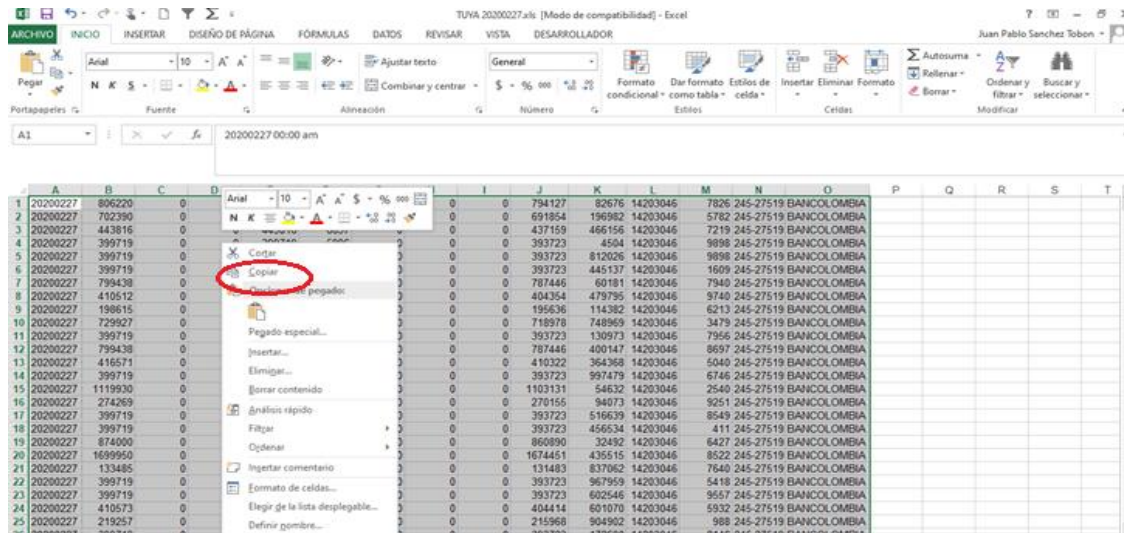 TUYA 20200227.xls [Modo de compatibilidad] - Excel
ARCHIVO INICIO INSERTAR DISEÑO DE PÁGINA FÓRMULAS DATOS REVISAR VISTA DESARROLLADOR Juan Pablo Sanchez Tobon
Arial 10 Ajustar texto General Autosuma
Pegar N K S Combinar y centrar $ % 000 Formato condicional Dar formato como tabla Estilos de celda Insertar Eliminar Formato Rellenar Borrar Ordenar y filtrar Buscar y seleccionar
Portapapeles Fuente Alineación Número Estilos Celdas Modificar
A1 fx 20200227 00:00 am
A B C D I J K L M N O P Q R S T
Arial 10 A A $ % 000
N K A
1 20200227 806220 0 0 0 794127 82676 14203046 7826 245-27519 BANCOLOMBIA
2 20200227 702390 0 0 0 691854 196982 14203046 5782 245-27519 BANCOLOMBIA
3 20200227 443816 0 0 0 437159 466156 14203046 7219 245-27519 BANCOLOMBIA
4 20200227 399719 0 0 0 393723 4504 14203046 9898 245-27519 BANCOLOMBIA
5 20200227 399719 0 0 0 393723 812026 14203046 9898 245-27519 BANCOLOMBIA
6 20200227 399719 0 0 0 393723 445137 14203046 1609 245-27519 BANCOLOMBIA
7 20200227 799438 0 0 0 787446 60181 14203046 7940 245-27519 BANCOLOMBIA
8 20200227 410512 0 0 0 404354 479795 14203046 9740 245-27519 BANCOLOMBIA
9 20200227 198615 0 0 0 195636 114382 14203046 6213 245-27519 BANCOLOMBIA
10 20200227 729927 0 0 0 718978 748969 14203046 3479 245-27519 BANCOLOMBIA
11 20200227 399719 0 0 0 393723 130973 14203046 7956 245-27519 BANCOLOMBIA
12 20200227 799438 0 0 0 787446 400147 14203046 8697 245-27519 BANCOLOMBIA
13 20200227 416571 0 0 0 410322 364368 14203046 5040 245-27519 BANCOLOMBIA
14 20200227 399719 0 0 0 393723 997479 14203046 6746 245-27519 BANCOLOMBIA
15 20200227 1119930 0 0 0 1103131 54632 14203046 2540 245-27519 BANCOLOMBIA
16 20200227 274269 0 0 0 270155 94073 14203046 9251 245-27519 BANCOLOMBIA
17 20200227 399719 0 0 0 393723 516639 14203046 8549 245-27519 BANCOLOMBIA
18 20200227 399719 0 0 0 393723 456534 14203046 411 245-27519 BANCOLOMBIA
19 20200227 874000 0 0 0 860890 32492 14203046 6427 245-27519 BANCOLOMBIA
20 20200227 1699950 0 0 0 1674451 435515 14203046 8522 245-27519 BANCOLOMBIA
21 20200227 133485 0 0 0 131483 837062 14203046 7640 245-27519 BANCOLOMBIA
22 20200227 399719 0 0 0 393723 967959 14203046 5418 245-27519 BANCOLOMBIA
23 20200227 399719 0 0 0 393723 602546 14203046 9557 245-27519 BANCOLOMBIA
24 20200227 410573 0 0 0 404414 601070 14203046 5932 245-27519 BANCOLOMBIA
25 20200227 219257 0 0 0 215968 904902 14203046 988 245-27519 BANCOLOMBIA
Cortar
Copiar
Opciones de pegado:
Pegado especial...
Insertar...
Eliminar...
Borrar contenido
Análisis rápido
Filtrar
Ordenar
Insertar comentario
Formato de celdas...
Elegir de la lista desplegable...
Definir nombre...